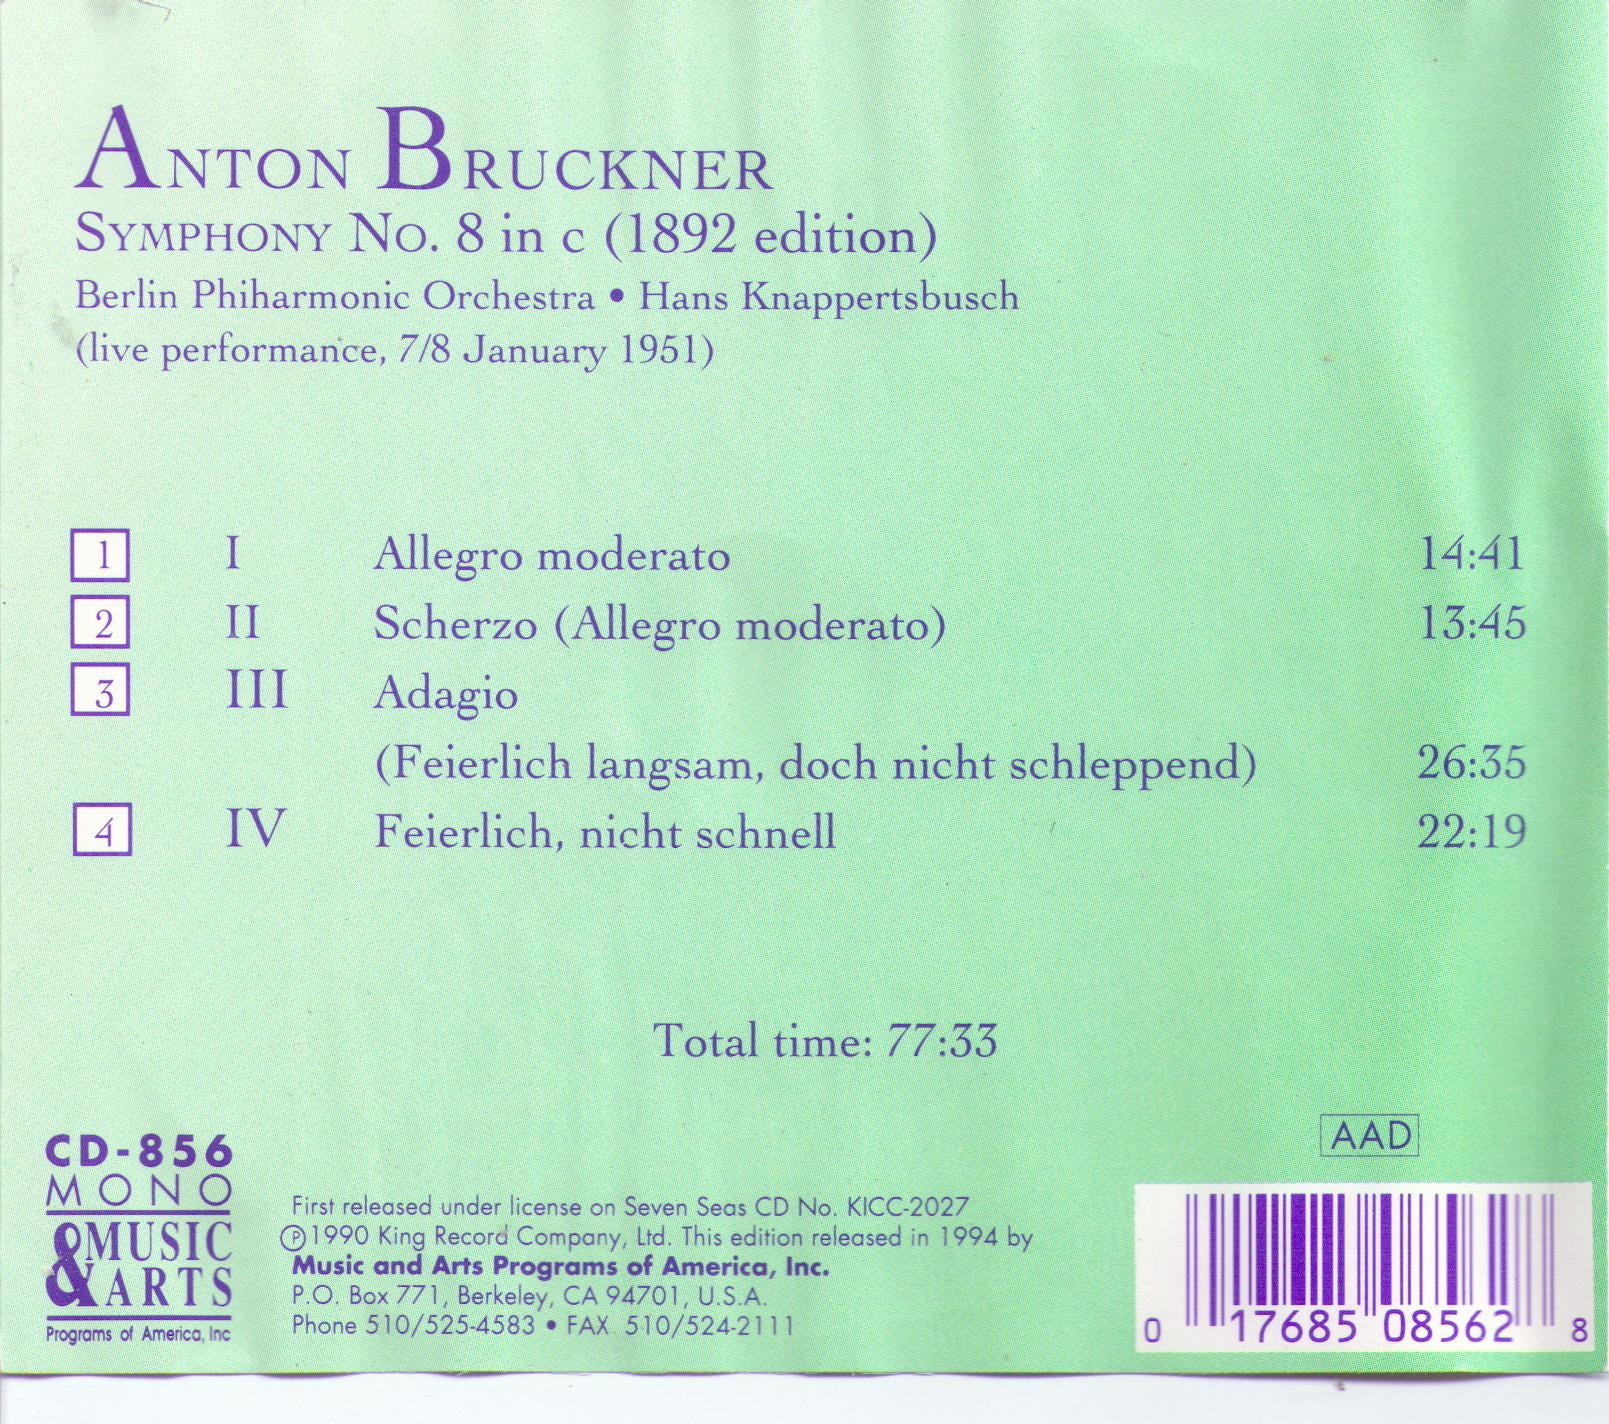 ANTON BRUCKNER
SYMPHONY NO. 8 in c (1892 edition)
Berlin Phiharmonic Orchestra • Hans Knappertsbusch
(live performance, 7/8 January 1951)
1 I Allegro moderato 14:41
2 II Scherzo (Allegro moderato) 13:45
3 III Adagio
(Feierlich langsam, doch nicht schleppend) 26:35
4 IV Feierlich, nicht schnell 22:19
Total time: 77:33
AAD
CD-856
MONO
MUSIC
& ARTS
Programs of America, Inc
First released under license on Seven Seas CD No. KICC-2027
℗1990 King Record Company, Ltd. This edition released in 1994 by
Music and Arts Programs of America, Inc.
P.O. Box 771, Berkeley, CA 94701, U.S.A.
Phone 510/525-4583 • FAX 510/524-2111
0 17685 08562 8